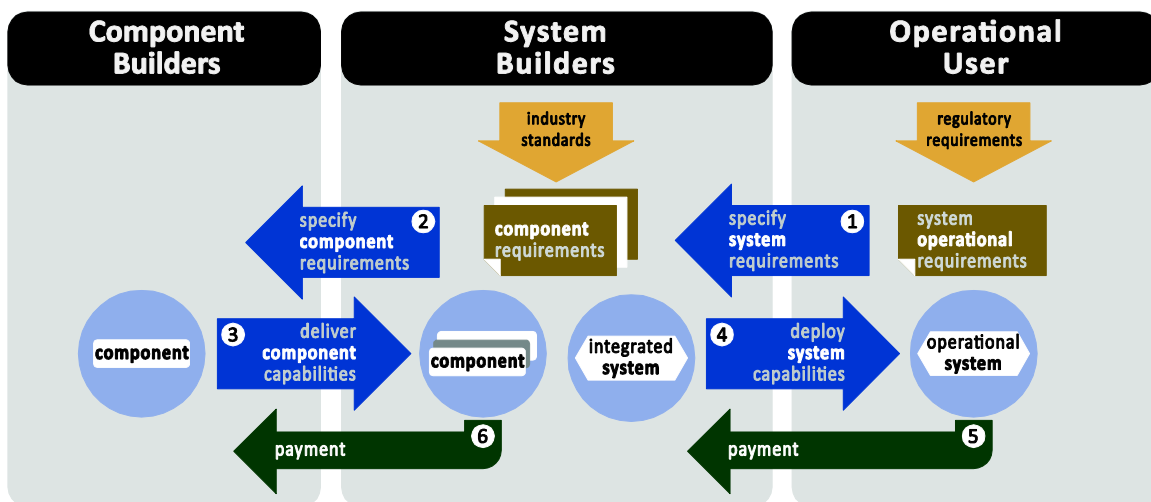 Component
Builders
System
Builders
Operational
User
industry
standards
regulatory
requirements
specify
component
requirements
2
component
requirements
specify
system
requirements
1
system
operational
requirements
component
3
deliver
component
capabilities
component
integrated
system
4
deploy
system
capabilities
operational
system
payment
6
payment
5